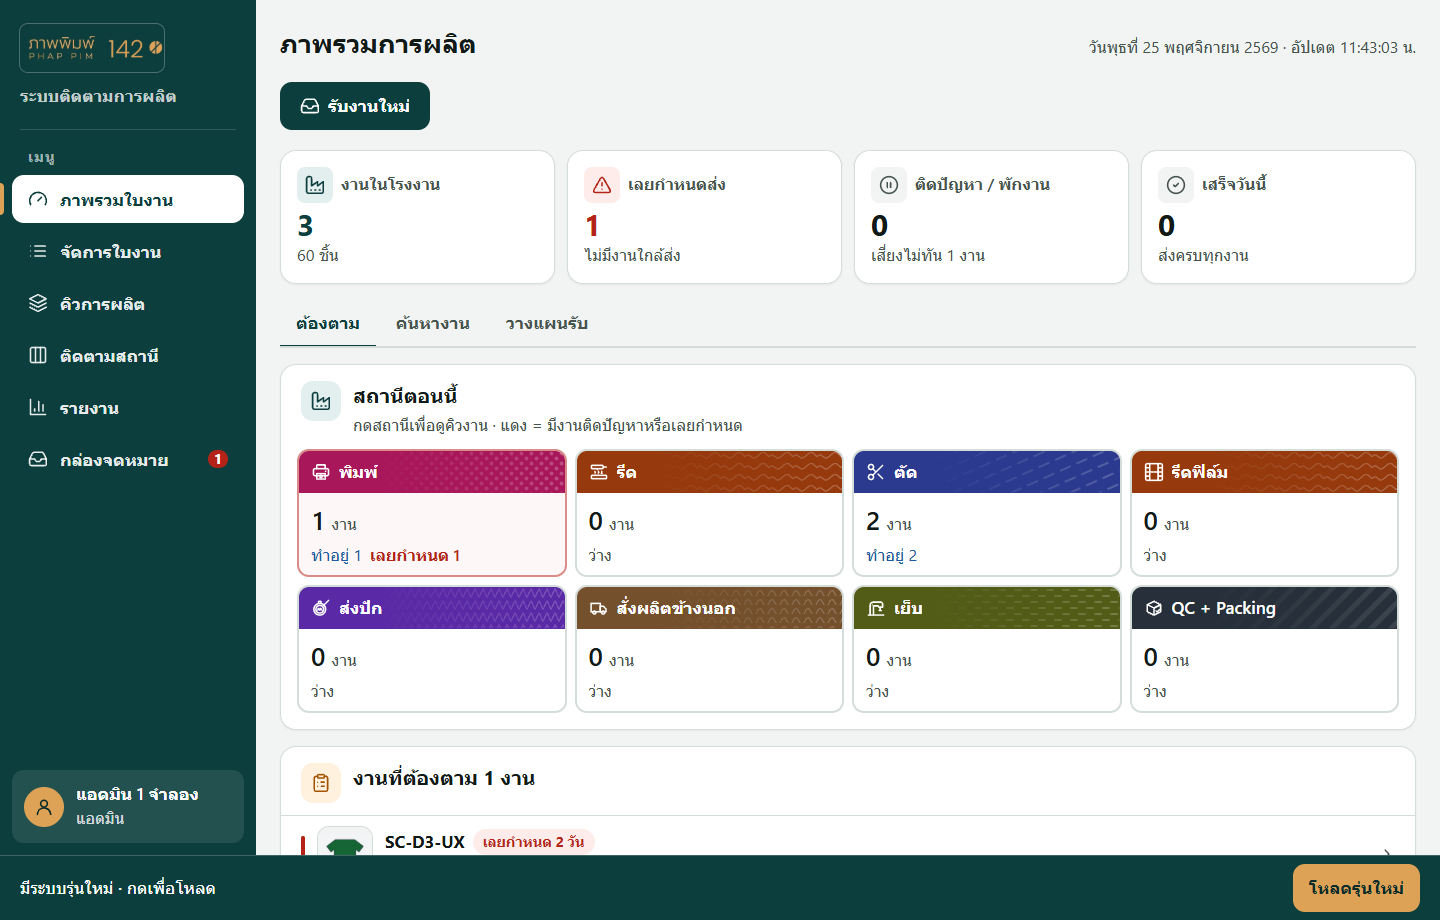 ภาพพิมพ์ 142
PHAP PIM
ระบบติดตามการผลิต
เมนู
ภาพรวมใบงาน
จัดการใบงาน
คิวการผลิต
ติดตามสถานี
รายงาน
กล่องจดหมาย 1
แอดมิน 1 จำลอง
แอดมิน
ภาพรวมการผลิต
วันพุธที่ 25 พฤศจิกายน 2569 · อัปเดต 11:43:03 น.
รับงานใหม่
งานในโรงงาน
3
60 ชิ้น
เลยกำหนดส่ง
1
ไม่มีงานใกล้ส่ง
ติดปัญหา / พักงาน
0
เสี่ยงไม่ทัน 1 งาน
เสร็จวันนี้
0
ส่งครบทุกงาน
ต้องตาม ค้นหางาน วางแผนรับ
สถานีตอนนี้
กดสถานีเพื่อดูคิวงาน · แดง = มีงานติดปัญหาหรือเลยกำหนด
พิมพ์
1 งาน
ทำอยู่ 1 เลยกำหนด 1
รีด
0 งาน
ว่าง
ตัด
2 งาน
ทำอยู่ 2
รีดฟิล์ม
0 งาน
ว่าง
ส่งปัก
0 งาน
ว่าง
สั่งผลิตข้างนอก
0 งาน
ว่าง
เย็บ
0 งาน
ว่าง
QC + Packing
0 งาน
ว่าง
งานที่ต้องตาม 1 งาน
SC-D3-UX เลยกำหนด 2 วัน
มีระบบรุ่นใหม่ · กดเพื่อโหลด
โหลดรุ่นใหม่